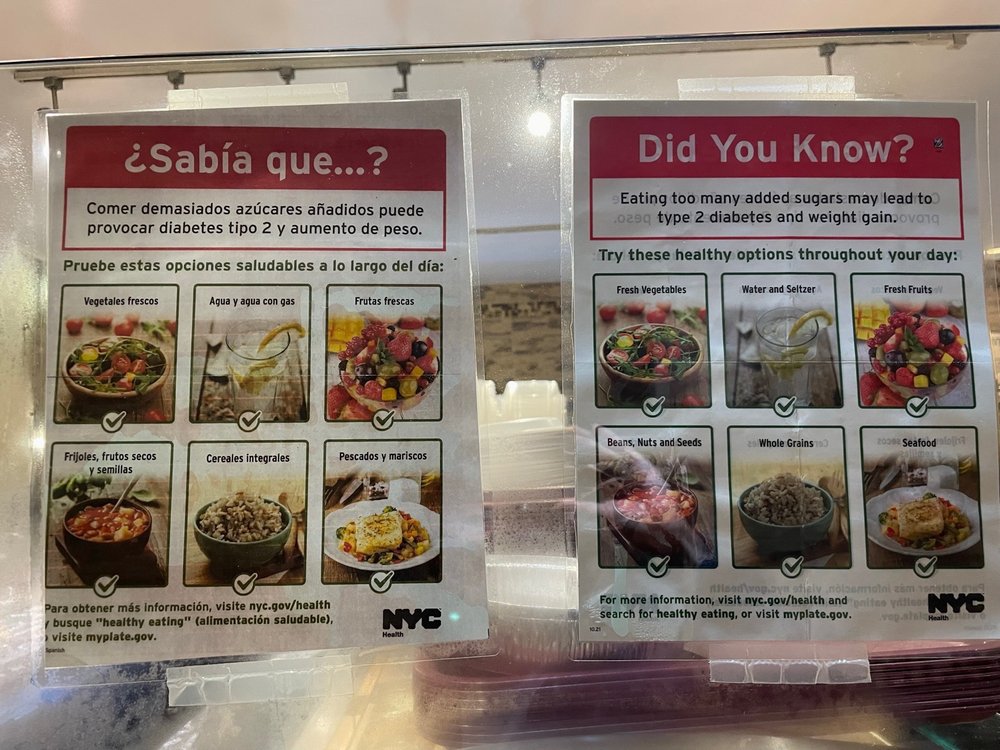 ¿Sabía que...?
Comer demasiados azúcares añadidos puede
provocar diabetes tipo 2 y aumento de peso.
Pruebe estas opciones saludables a lo largo del día:
Vegetales frescos
Agua y agua con gas
Frutas frescas
Frijoles, frutos secos
y semillas
Cereales integrales
Pescados y mariscos
Para obtener más información, visite nyc.gov/health
y busque "healthy eating" (alimentación saludable),
o visite myplate.gov.
NYC
Health
Spanish
Did You Know?
Eating too many added sugars may lead to
type 2 diabetes and weight gain.
Try these healthy options throughout your day:
Fresh Vegetables
Water and Seltzer
Fresh Fruits
Beans, Nuts and Seeds
Whole Grains
Seafood
For more information, visit nyc.gov/health and
search for healthy eating, or visit myplate.gov.
NYC
Health
10.21